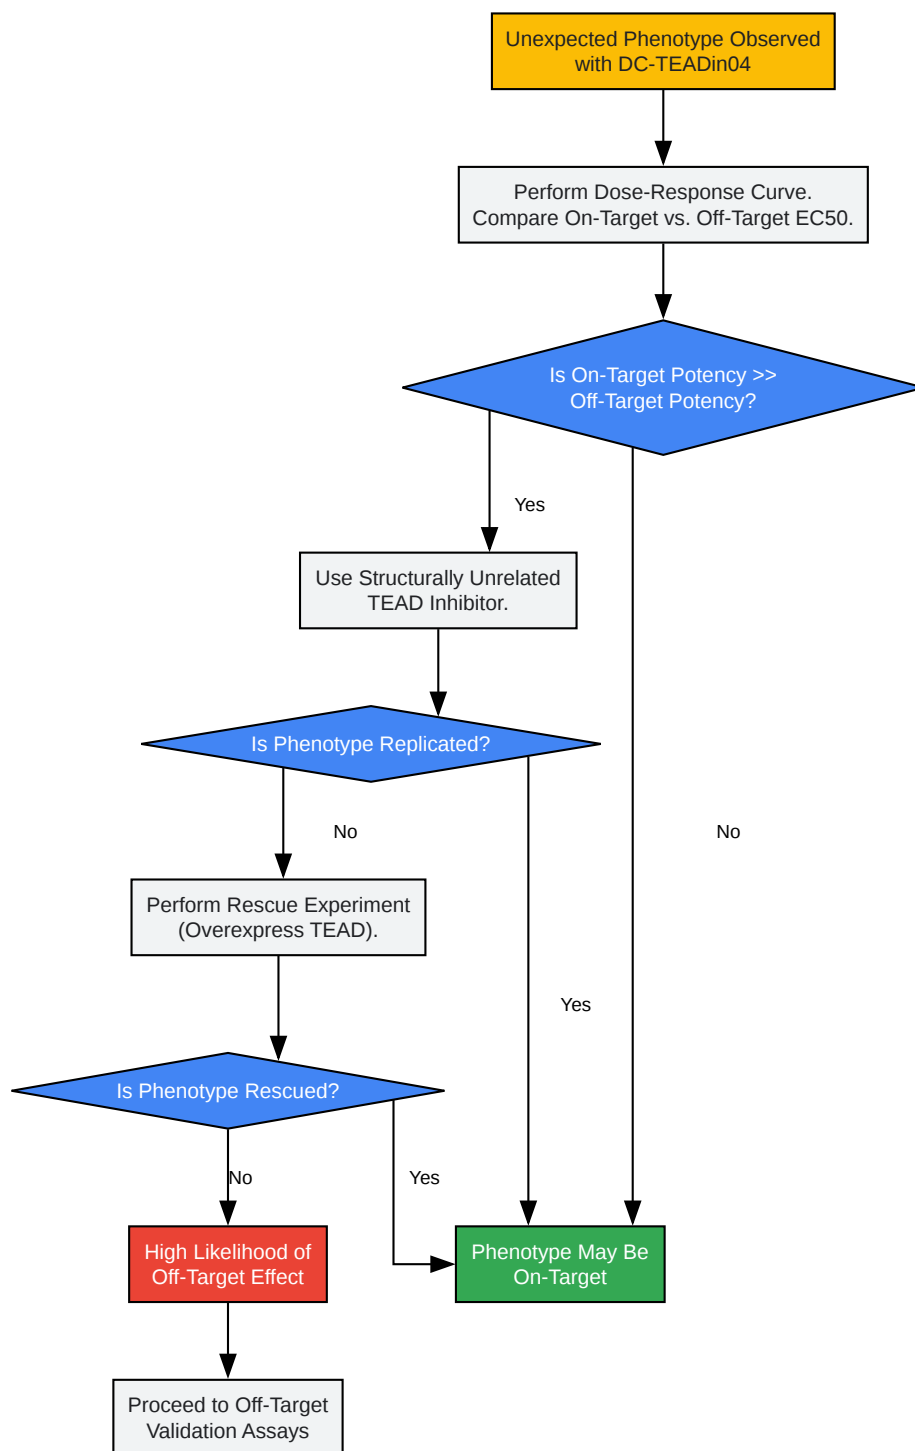 Unexpected Phenotype Observed
with DC-TEADin04
Perform Dose-Response Curve.
Compare On-Target vs. Off-Target EC50.
Is On-Target Potency >>
Off-Target Potency?
Yes
Use Structurally Unrelated
TEAD Inhibitor.
Is Phenotype Replicated?
No
No
Perform Rescue Experiment
(Overexpress TEAD).
Yes
Is Phenotype Rescued?
No
Yes
High Likelihood of
Off-Target Effect
Phenotype May Be
On-Target
Proceed to Off-Target
Validation Assays